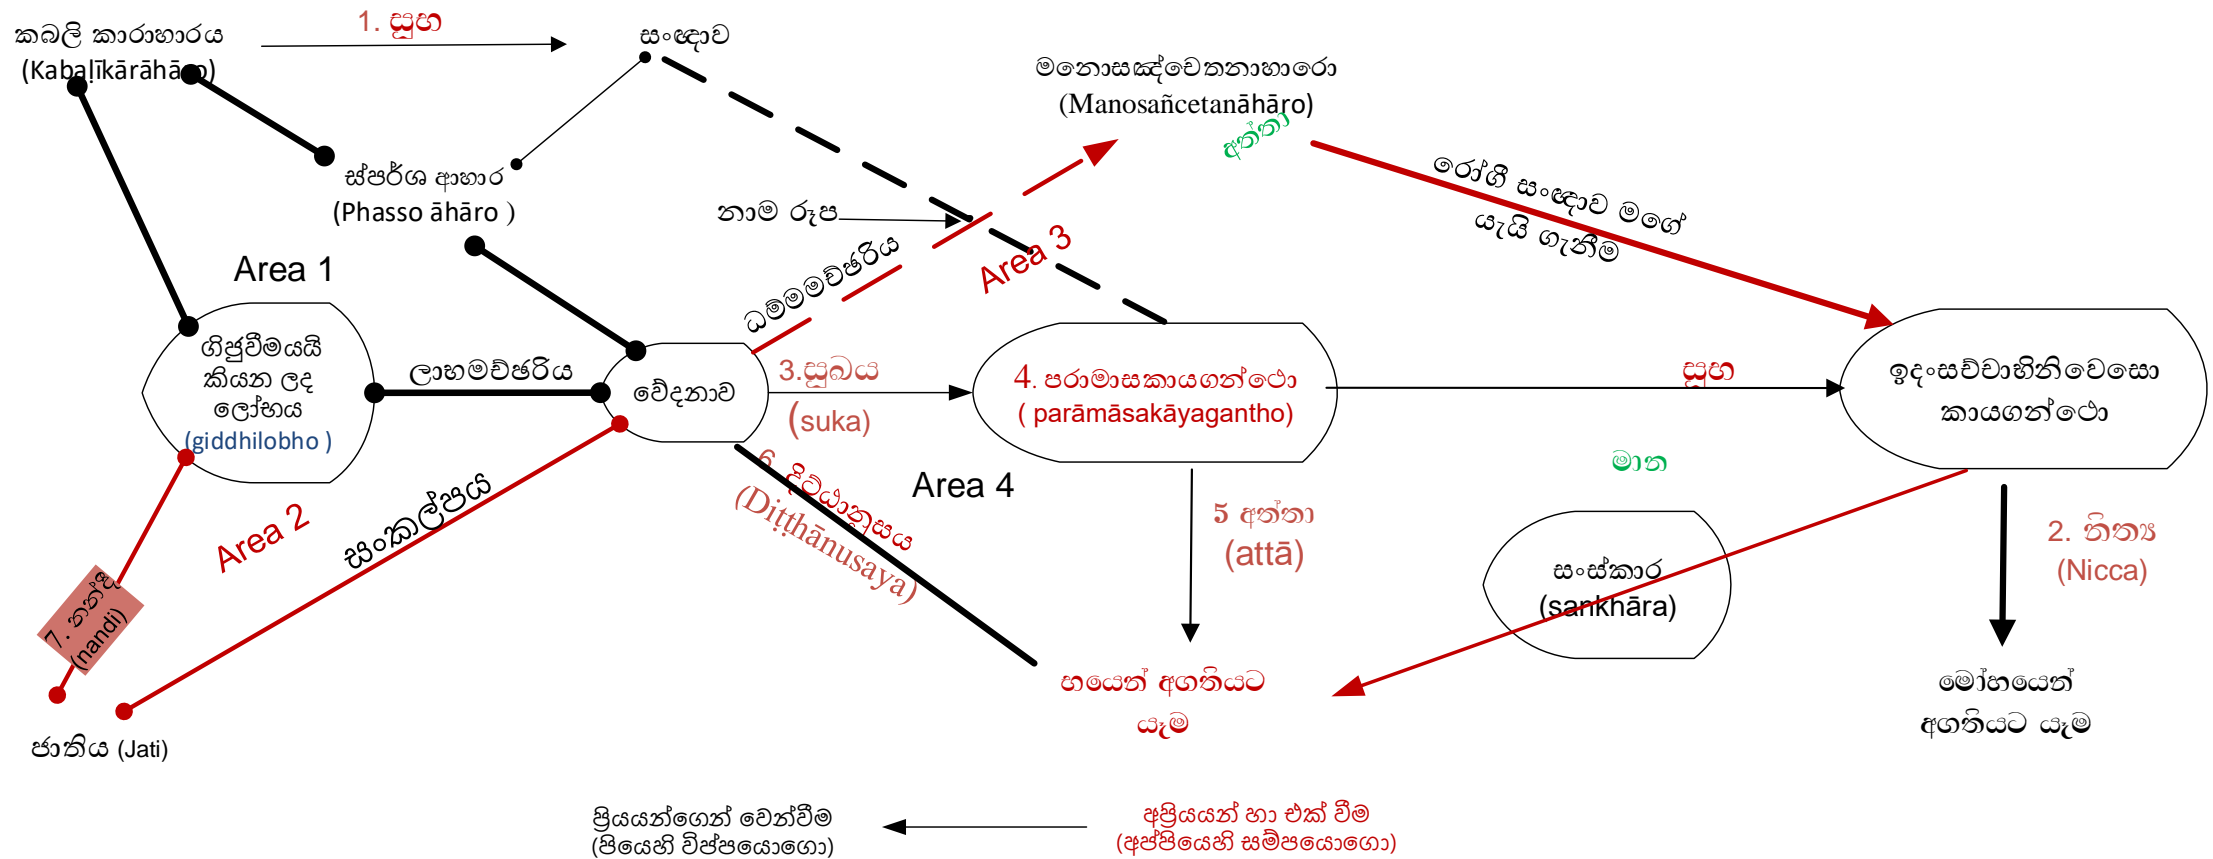 කබලි කාරාහාරය
(Kabaḷīkārāhāro)
1. සුභ
සංඥාව
මනොසඤ්චෙතනාහාරො
(Manosañcetanāhāro)
අත්තා
ස්පර්ශ ආහාර
(Phasso āhāro )
නාම රූප
රෝගී සංඥාව මගේ
යැයි ගැනීම
Area 1
ධම්මමච්ඡරිය
Area 3
ගිජුවීමයයි
කියන ලද
ලෝභය
(giddhilobho )
ලාභමච්ඡරිය
වේදනාව
3.සුඛය
(suka)
4. පරාමාසකායගන්ථො
( parāmāsakāyagantho)
සුභ
ඉදංසච්චාභිනිවෙසො
කායගන්ථො
Area 2
සංකල්පය
6. දිට්ඨානුසය
(Diṭṭhānusaya)
Area 4
5 අත්තා
(attā)
මාන
සංස්කාර
(sankhāra)
2. නිත්‍ය
(Nicca)
7. නන්දි
(nandi)
භයෙන් අගතියට
යෑම
මෝහයෙන්
අගතියට යෑම
ජාතිය (Jati)
ප්‍රියයන්ගෙන් වෙන්වීම
(පියෙහි විප්පයොගො)
අප්‍රියයන් හා එක් වීම
(අප්පියෙහි සම්පයොගො)